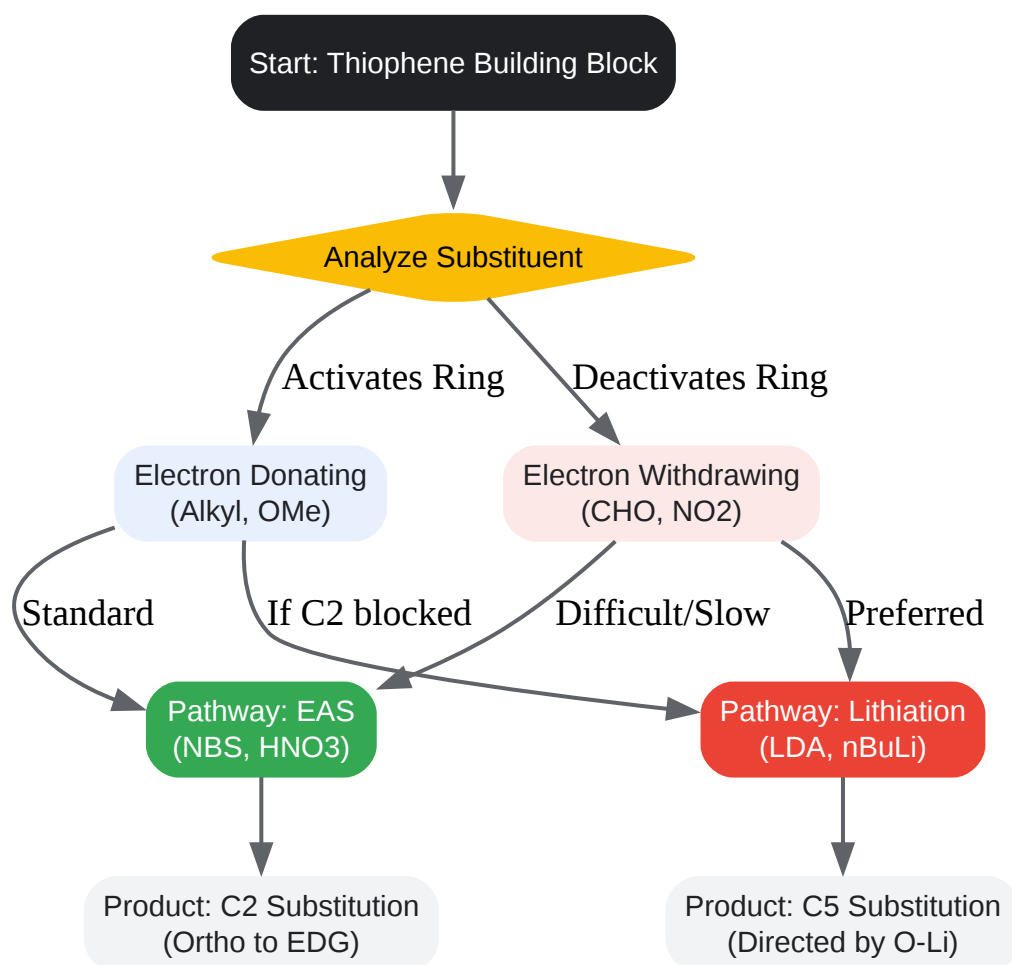 Start: Thiophene Building Block
Analyze Substituent
Activates Ring
Deactivates Ring
Electron Donating
(Alkyl, OMe)
Electron Withdrawing
(CHO, NO2)
Standard
If C2 blocked
Difficult/Slow
Preferred
Pathway: EAS
(NBS, HNO3)
Pathway: Lithiation
(LDA, nBuLi)
Product: C2 Substitution
(Ortho to EDG)
Product: C5 Substitution
(Directed by O-Li)